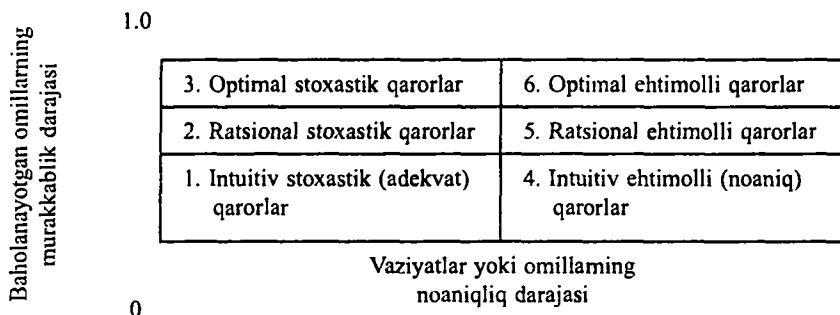 1.0
Baholanayotgan omillarning
murakkablik darajasi
3. Optimal stoxastik qarorlar
6. Optimal ehtimolli qarorlar
2. Ratsional stoxastik qarorlar
5. Ratsional ehtimolli qarorlar
1. Intuitiv stoxastik (adekvat)
qarorlar
4. Intuitiv ehtimolli (noaniq)
qarorlar
Vaziyatlar yoki omillarning
noaniqliq darajasi
0